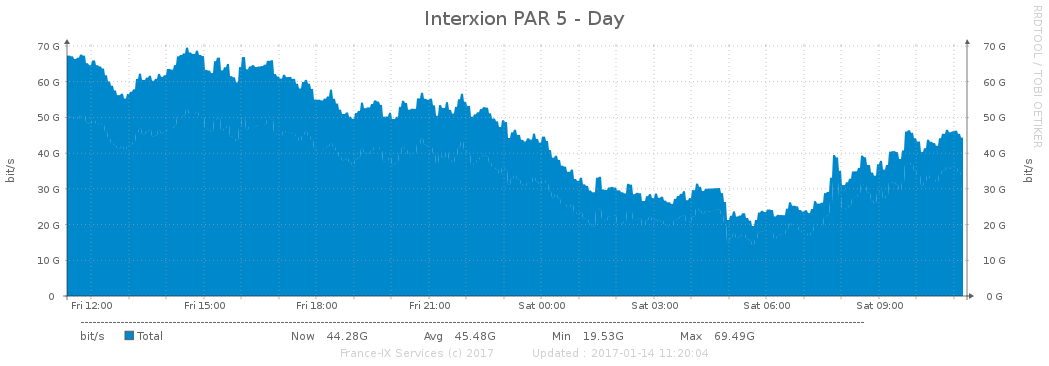 Interxion PAR 5 - Day
RRDTOOL / TOBI OETIKER
bit/s
70 G
60 G
50 G
40 G
30 G
20 G
10 G
0
70 G
60 G
50 G
40 G
30 G
20 G
10 G
0 G
bit/s
Fri 12:00 Fri 15:00 Fri 18:00 Fri 21:00 Sat 00:00 Sat 03:00 Sat 06:00 Sat 09:00
bit/s Total Now 44.28G Avg 45.48G Min 19.53G Max 69.49G
France-IX Services (c) 2017 Updated : 2017-01-14 11:20:04